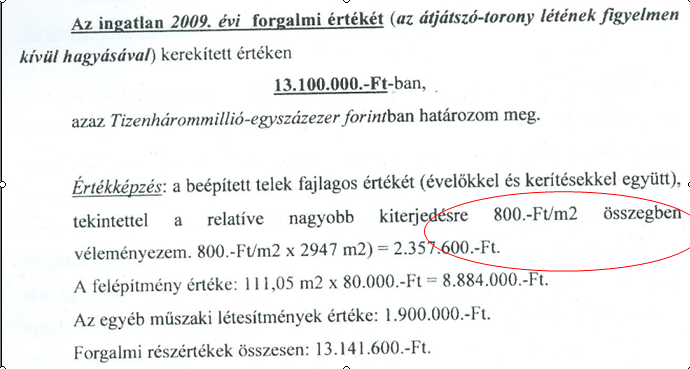 Az ingatlan 2009. évi forgalmi értékét (az átjátszó-torony létének figyelmen
kívül hagyásával) kerekített értéken
13.100.000.-Ft-ban,
azaz Tizenhárommillió-egyszázezer forintban határozom meg.
Értékképzés: a beépített telek fajlagos értékét (évelőkkel és kerítésekkel együtt),
tekintettel a relatíve nagyobb kiterjedésre 800.-Ft/m2 összegben
véleményezem. 800.-Ft/m2 x 2947 m2) = 2.357.600.-Ft.
A felépítmény értéke: 111,05 m2 x 80.000.-Ft = 8.884.000.-Ft.
Az egyéb műszaki létesítmények értéke: 1.900.000.-Ft.
Forgalmi részértékek összesen: 13.141.600.-Ft.